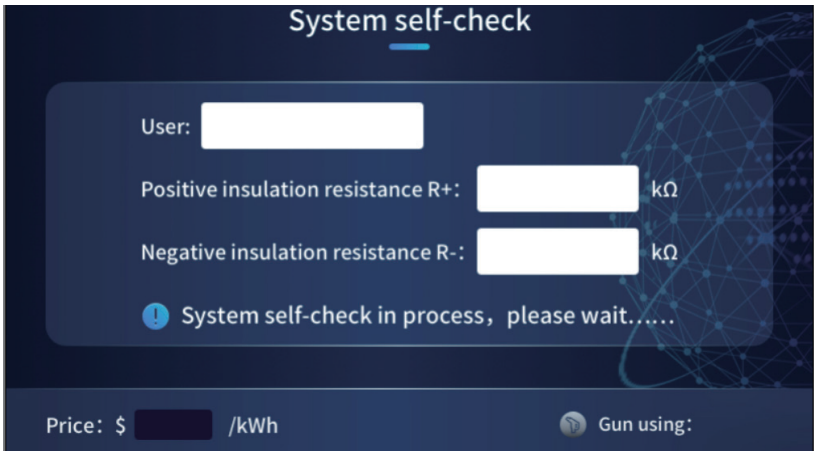 System self-check
User:
Positive insulation resistance R+： kΩ
Negative insulation resistance R-： kΩ
System self-check in process，please wait......
Price：$ /kWh
Gun using：